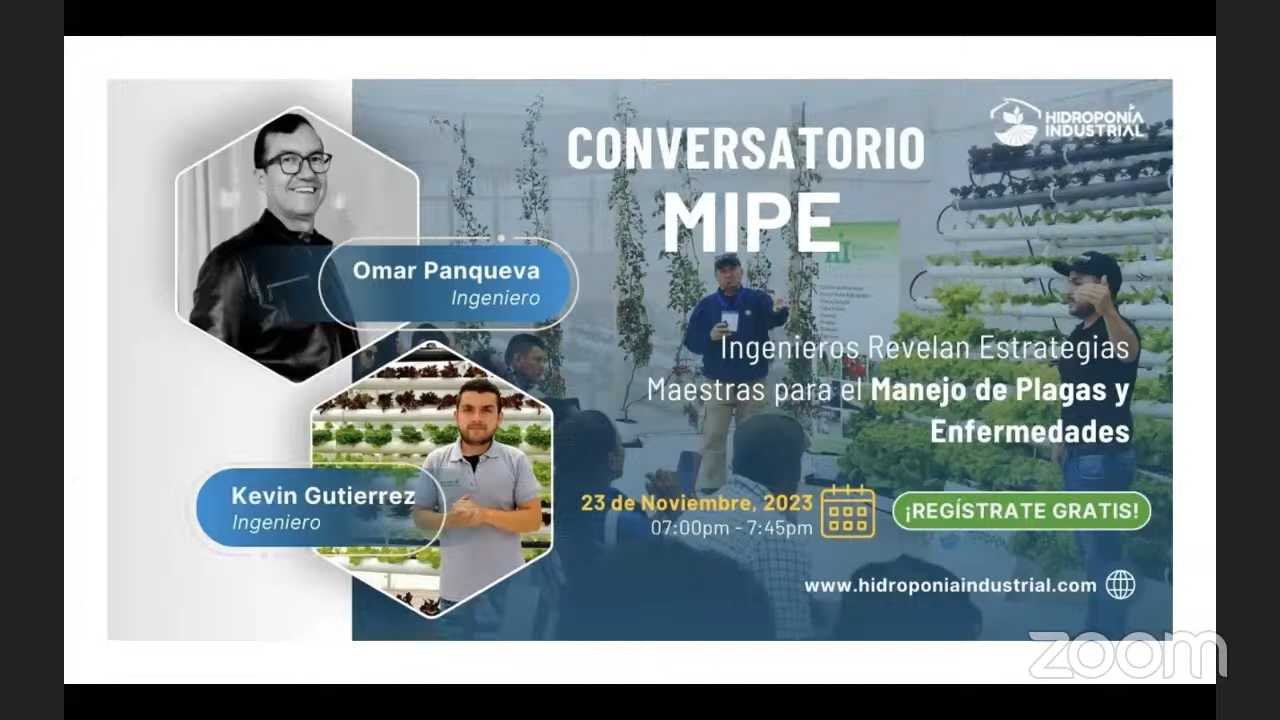 HIDROPONÍA
INDUSTRIAL
CONVERSATORIO
MIPE
Omar Panqueva
Ingeniero
Ingenieros Revelan Estrategias
Maestras para el Manejo de Plagas y
Enfermedades
Kevin Gutierrez
Ingeniero
23 de Noviembre, 2023
07:00pm - 7:45pm
¡REGÍSTRATE GRATIS!
www.hidroponiaindustrial.com
zoom